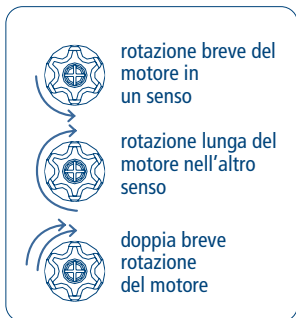 rotazione breve del
motore in
un senso
rotazione lunga del
motore nell'altro
senso
doppia breve
rotazione
del motore